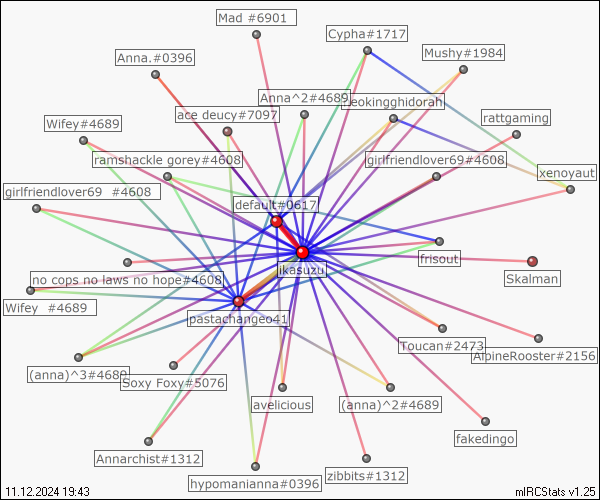 Mad #6901
Cypha#1717
Mushy#1984
Anna.#0396
Anna^2#4689
eokingghidorah
ace deucy#7097
rattgaming
Wifey#4689
ramshackle gorey#4608
girlfriendlover69#4608
xenoyaut
girlfriendlover69 #4608
default#0617
frisout
ikasuzu
Skalman
no cops no laws no hope#4608
Wifey #4689
pastachangeo41
Toucan#2473
AlpineRooster#2156
(anna)^3#4689
Soxy Foxy#5076
avelicious
(anna)^2#4689
fakedingo
Annarchist#1312
zibbits#1312
hypomanianna#0396
11.12.2024 19:43
mIRCStats v1.25